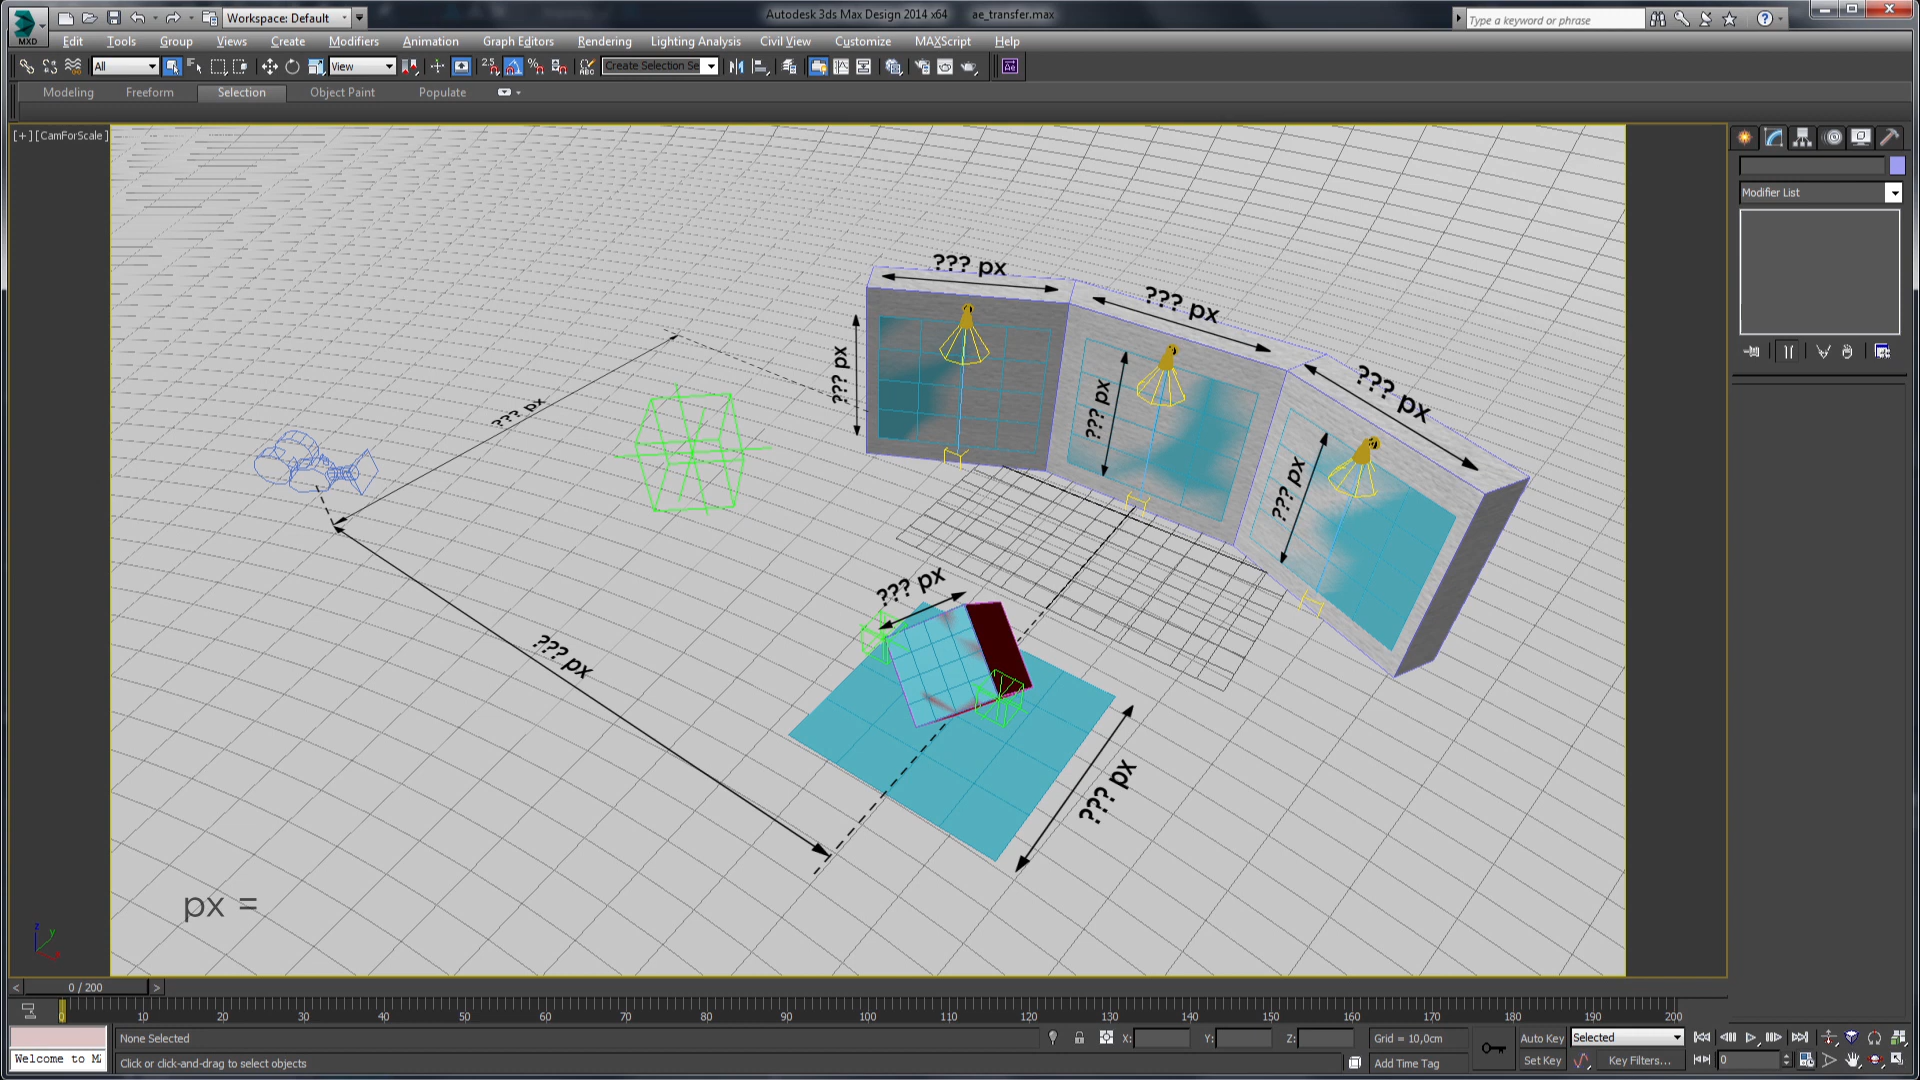 Workspace: Default
Autodesk 3ds Max Design 2014 x64 ae_transfer.max
Type a keyword or phrase
MXD
Edit Tools Group Views Create Modifiers Animation Graph Editors Rendering Lighting Analysis Civil View Customize MAXScript Help
All View 2.5 Create Selection Se Ae
Modeling Freeform Selection Object Paint Populate
[+][CamForScale]
Modifier List
??? px
??? px
??? px
??? px
??? px
??? px
??? px
??? px
??? px
??? px
px =
z
y
x
< 0 / 200 >
0 10 20 30 40 50 60 70 80 90 100 110 120 130 140 150 160 170 180 190 200
None Selected X: Y: Z: Grid = 10,0cm Auto Key Selected
Welcome to M
Click or click-and-drag to select objects Add Time Tag Set Key Key Filters... 0